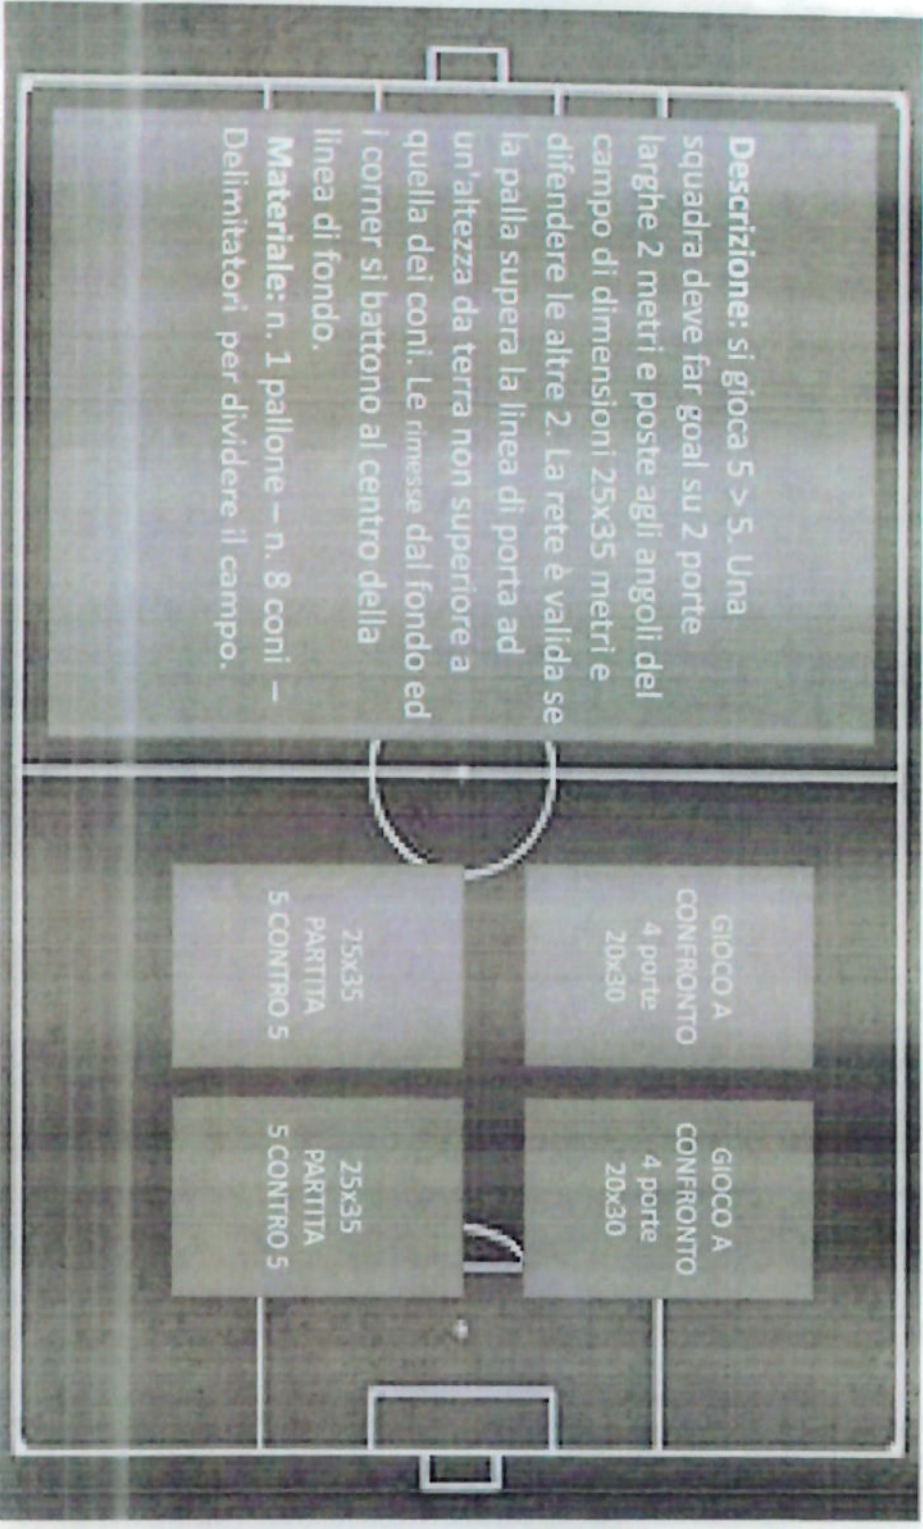 Descrizione: si gioca 5 > 5. Una
squadra deve far goal su 2 porte
larghe 2 metri e poste agli angoli del
campo di dimensioni 25x35 metri e
difendere le altre 2. La rete è valida se
la palla supera la linea di porta ad
un'altezza da terra non superiore a
quella dei coni. Le rimesse dal fondo ed
i corner si battono al centro della
linea di fondo.
Materiale: n. 1 pallone – n. 8 coni –
Delimitatori per dividere il campo.
GIOCO A
CONFRONTO
4 porte
20x30
GIOCO A
CONFRONTO
4 porte
20x30
25x35
PARTITA
5 CONTRO 5
25x35
PARTITA
5 CONTRO 5